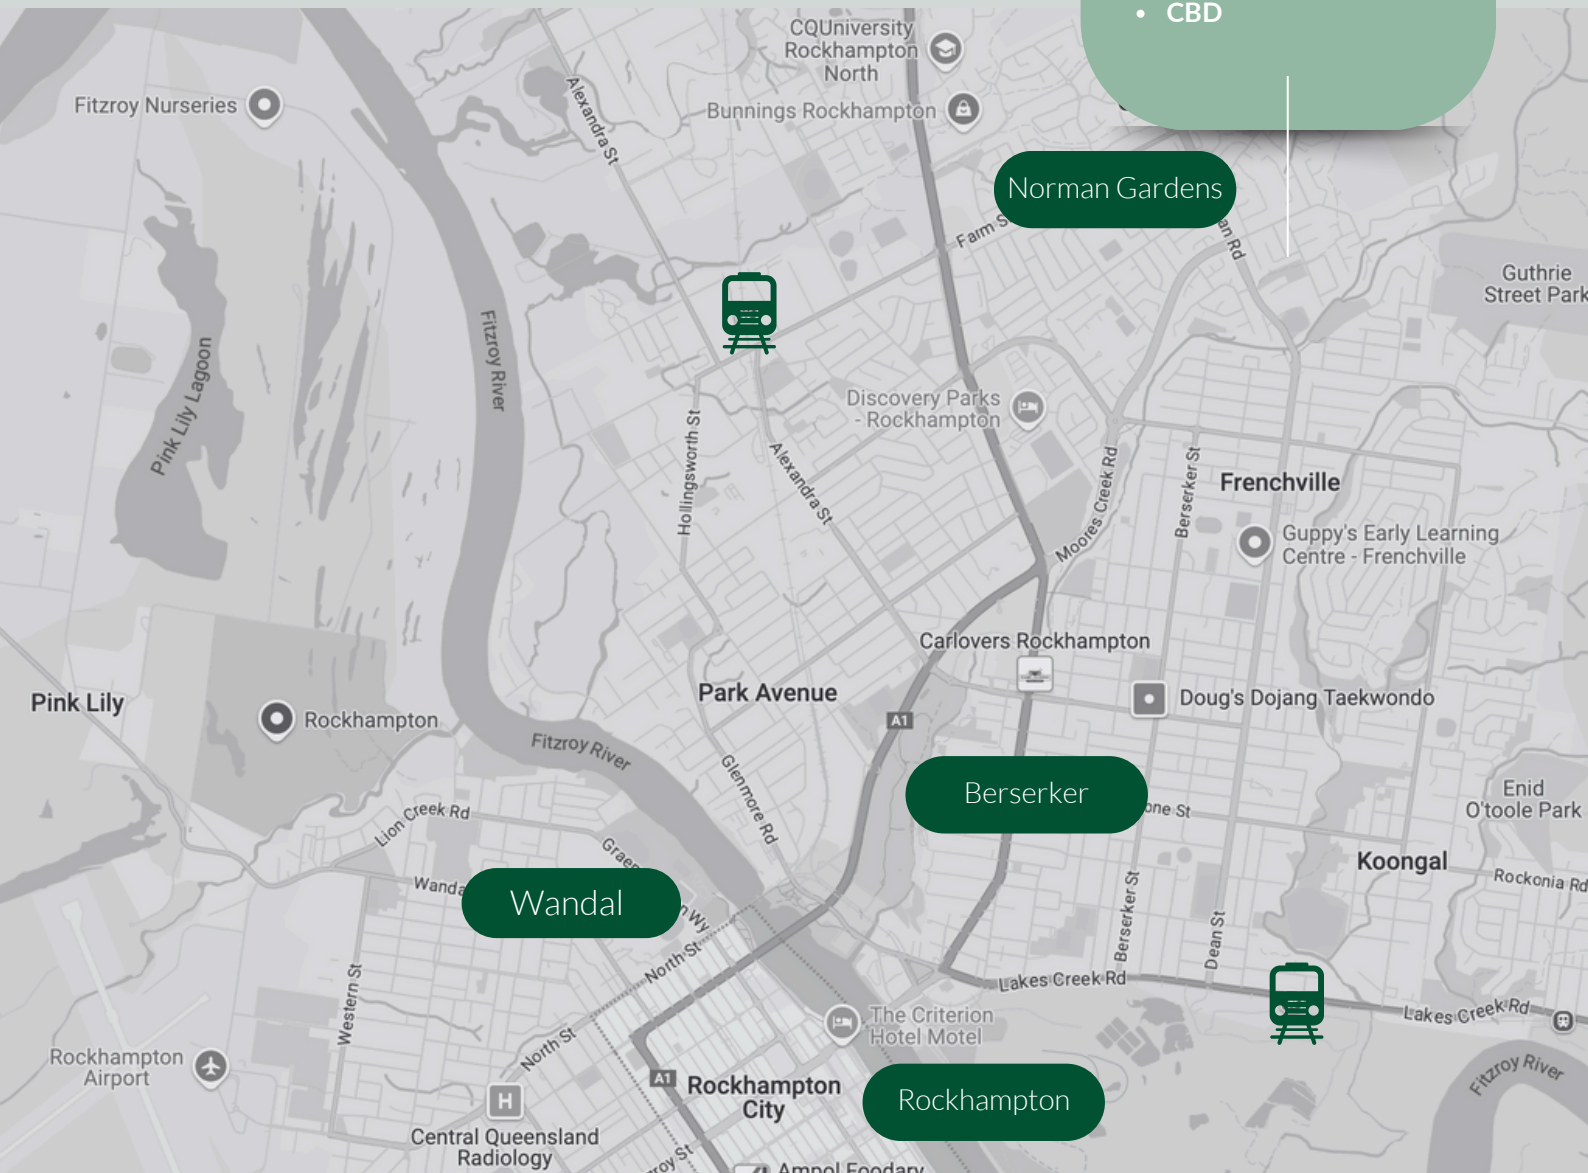 • CBD
CQUniversity
Rockhampton
North
Fitzroy Nurseries
Alexandra St
Bunnings Rockhampton
Norman Gardens
Farm S
an Rd
Guthrie
Street Park
Fitzroy River
Pink Lily Lagoon
Discovery Parks
- Rockhampton
Hollingsworth St
Alexandra St
Moores Creek Rd
Berserker St
Frenchville
Guppy's Early Learning
Centre - Frenchville
Carlovers Rockhampton
Pink Lily
Rockhampton
Park Avenue
A1
Doug's Dojang Taekwondo
Fitzroy River
Glenmore Rd
Berserker
one St
Enid
O'toole Park
Lion Creek Rd
Graem
Wanda
Wandal
n Wy
Koongal
Rockonia Rd
Berserker St
Dean St
North St
Western St
Lakes Creek Rd
Lakes Creek Rd
The Criterion
Hotel Motel
North St
Rockhampton
Airport
A1
Rockhampton
City
Rockhampton
Fitzroy River
H
Central Queensland
Radiology
roy St
Ampol Foodary